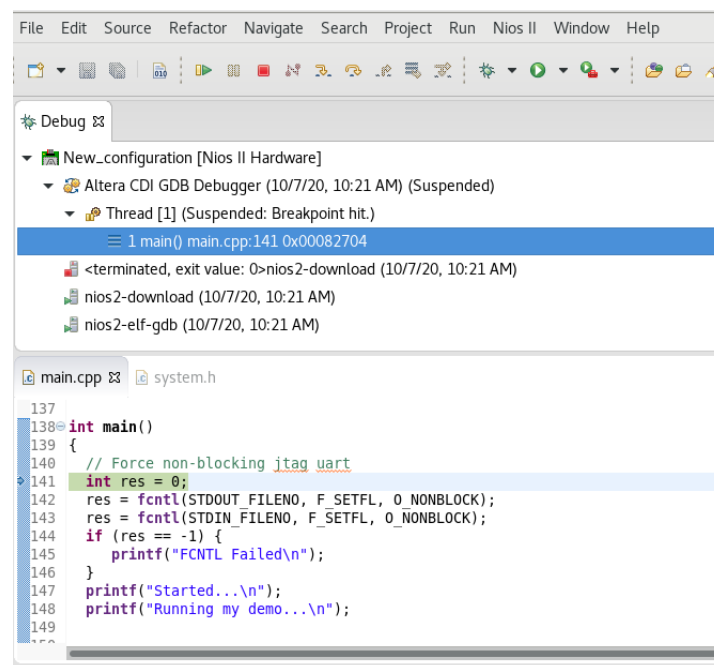 File Edit Source Refactor Navigate Search Project Run Nios II Window Help
010
Debug
New_configuration [Nios II Hardware]
Altera CDI GDB Debugger (10/7/20, 10:21 AM) (Suspended)
Thread [1] (Suspended: Breakpoint hit.)
1 main() main.cpp:141 0x00082704
<terminated, exit value: 0>nios2-download (10/7/20, 10:21 AM)
nios2-download (10/7/20, 10:21 AM)
nios2-elf-gdb (10/7/20, 10:21 AM)
main.cpp system.h
137
138 int main()
139 {
140 // Force non-blocking jtag uart
141 int res = 0;
142 res = fcntl(STDOUT_FILENO, F_SETFL, O_NONBLOCK);
143 res = fcntl(STDIN_FILENO, F_SETFL, O_NONBLOCK);
144 if (res == -1) {
145 printf("FCNTL Failed\n");
146 }
147 printf("Started...\n");
148 printf("Running my demo...\n");
149